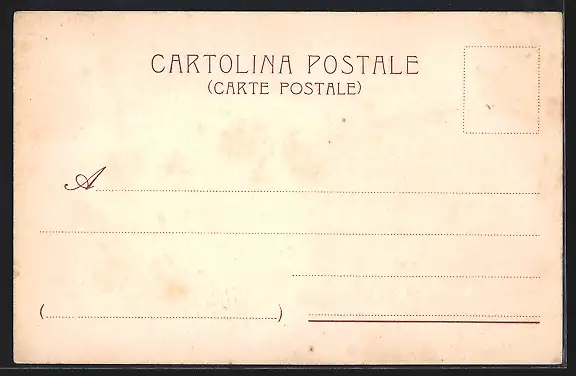 CARTOLINA POSTALE
(CARTE POSTALE)
A
( )